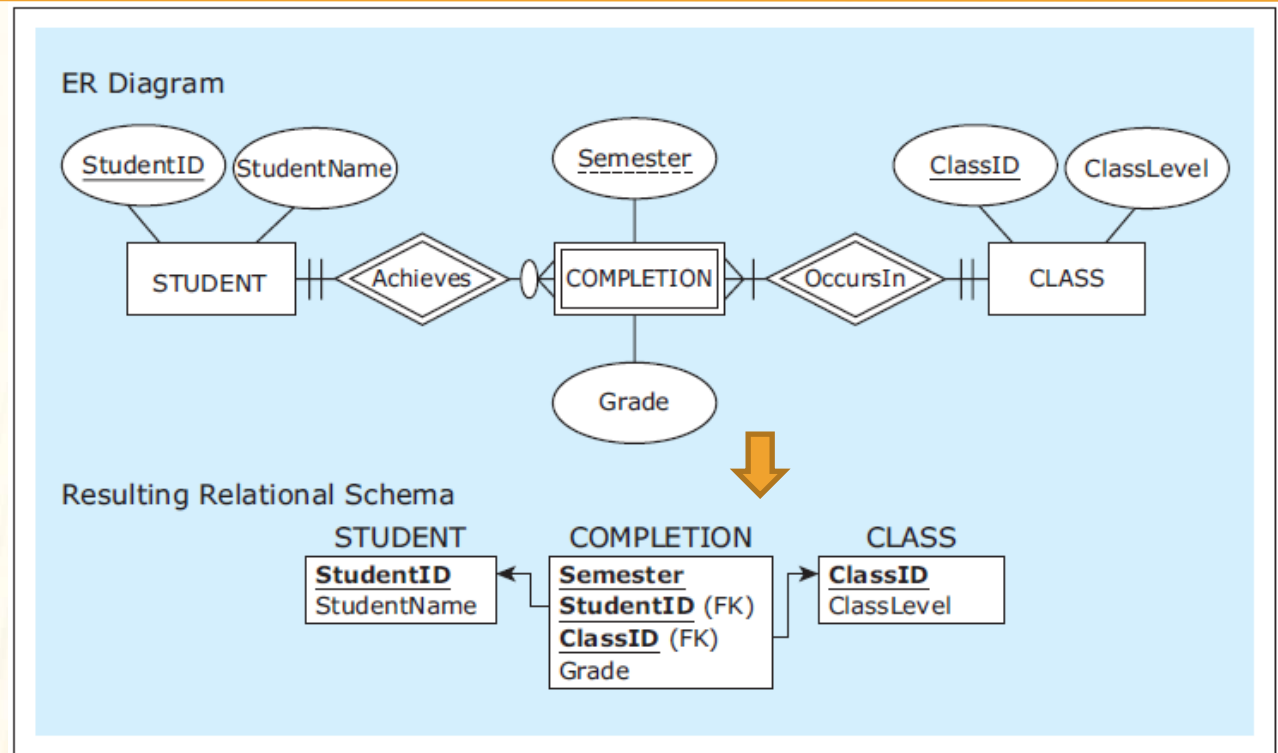 ER Diagram
StudentID
StudentName
Semester
ClassID
ClassLevel
STUDENT
Achieves
COMPLETION
OccursIn
CLASS
Grade
Resulting Relational Schema
STUDENT
StudentID
StudentName
COMPLETION
Semester
StudentID (FK)
ClassID (FK)
Grade
CLASS
ClassID
ClassLevel